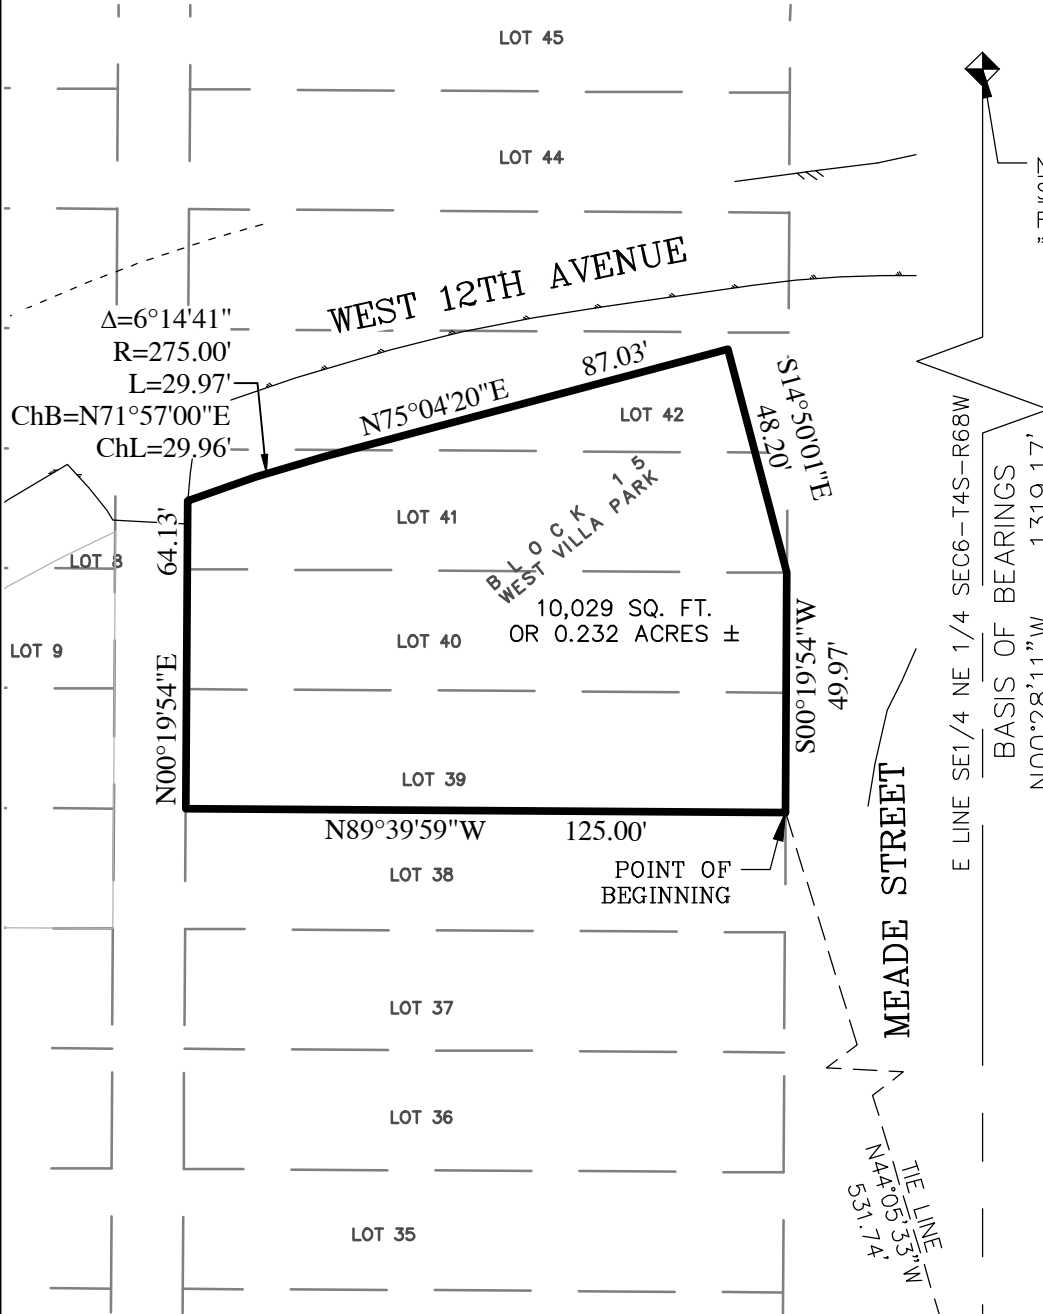 LOT 45
LOT 44
WEST 12TH AVENUE
Δ=6°14'41"
R=275.00'
L=29.97'
ChB=N71°57'00"E
ChL=29.96'
N75°04'20"E 87.03'
S14°50'01"E
48.20'
LOT 42
LOT 41
BLOCK 15
WEST VILLA PARK
10,029 SQ. FT.
OR 0.232 ACRES ±
LOT 40
LOT 39
LOT 8
LOT 9
N00°19'54"E 64.13'
S00°19'54"W
49.97'
N89°39'59"W 125.00'
POINT OF
BEGINNING
LOT 38
LOT 37
LOT 36
LOT 35
MEADE STREET
TIE LINE
N44°05'33"W
531.74'
E LINE SE1/4 NE 1/4 SEC6-T4S-R68W
BASIS OF BEARINGS
N00°28'11"W 1319.17'